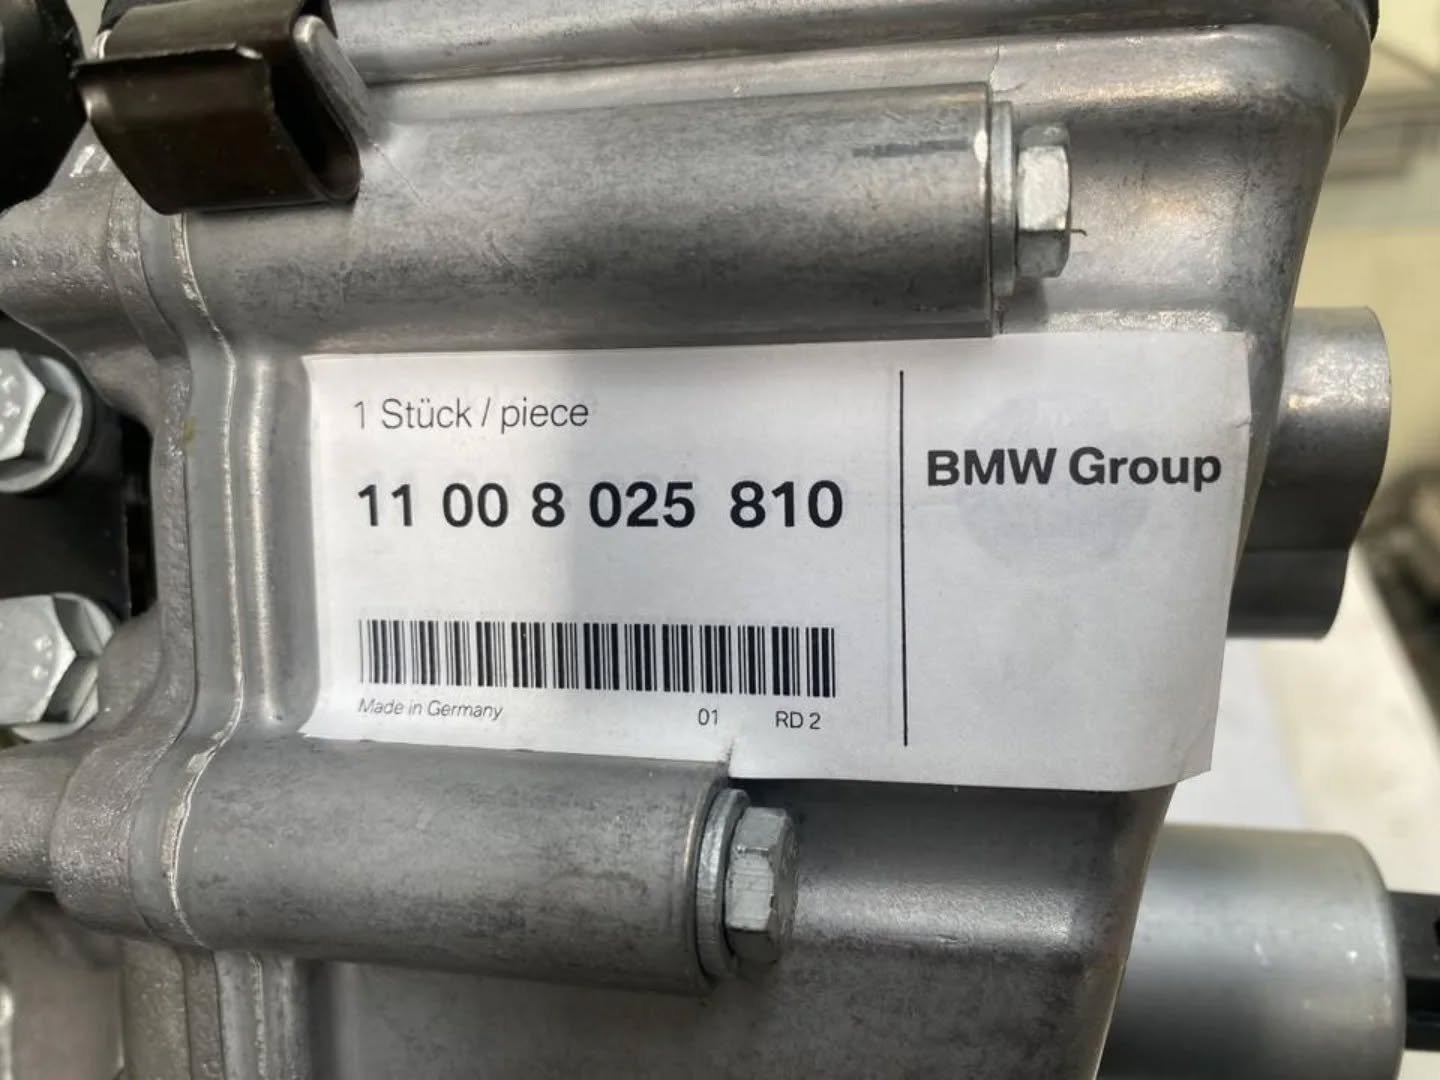 1 Stück / piece
11 00 8 025 810
BMW Group
Made in Germany 01 RD 2